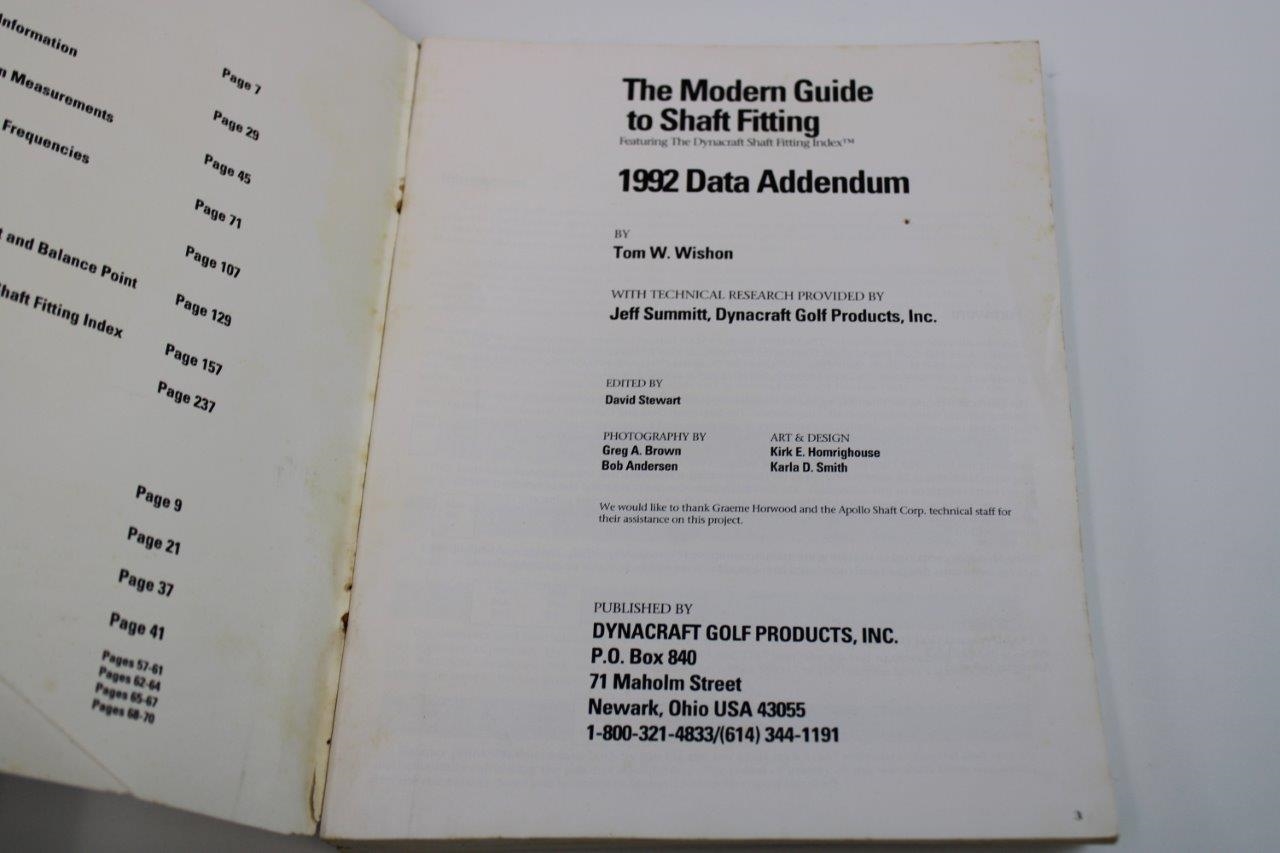 Information
Page 7
Measurements
Page 29
Frequencies
Page 45
Page 71
Page 107
and Balance Point
Page 129
Shaft Fitting Index
Page 157
Page 237
Page 9
Page 21
Page 37
Page 41
Pages 57-61
Pages 62-64
Pages 65-67
Pages 68-70
The Modern Guide
to Shaft Fitting
Featuring The Dynacraft Shaft Fitting Index™
1992 Data Addendum
BY
Tom W. Wishon
WITH TECHNICAL RESEARCH PROVIDED BY
Jeff Summitt, Dynacraft Golf Products, Inc.
EDITED BY
David Stewart
PHOTOGRAPHY BY
Greg A. Brown
Bob Andersen
ART & DESIGN
Kirk E. Homrighouse
Karla D. Smith
We would like to thank Graeme Horwood and the Apollo Shaft Corp. technical staff for
their assistance on this project.
PUBLISHED BY
DYNACRAFT GOLF PRODUCTS, INC.
P.O. Box 840
71 Maholm Street
Newark, Ohio USA 43055
1-800-321-4833/(614) 344-1191
3